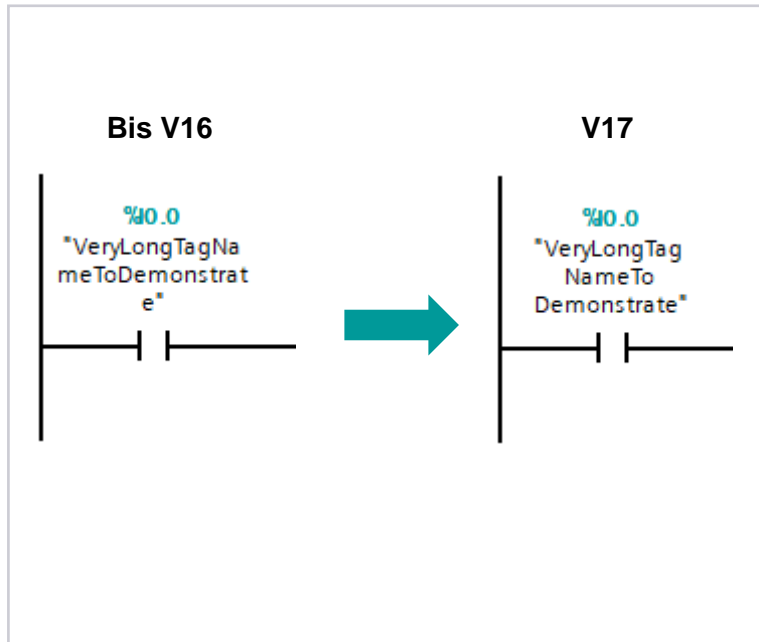 Bis V16
%I0.0
"VeryLongTagNa
meToDemonstrat
e"
V17
%I0.0
"VeryLongTag
NameTo
Demonstrate"